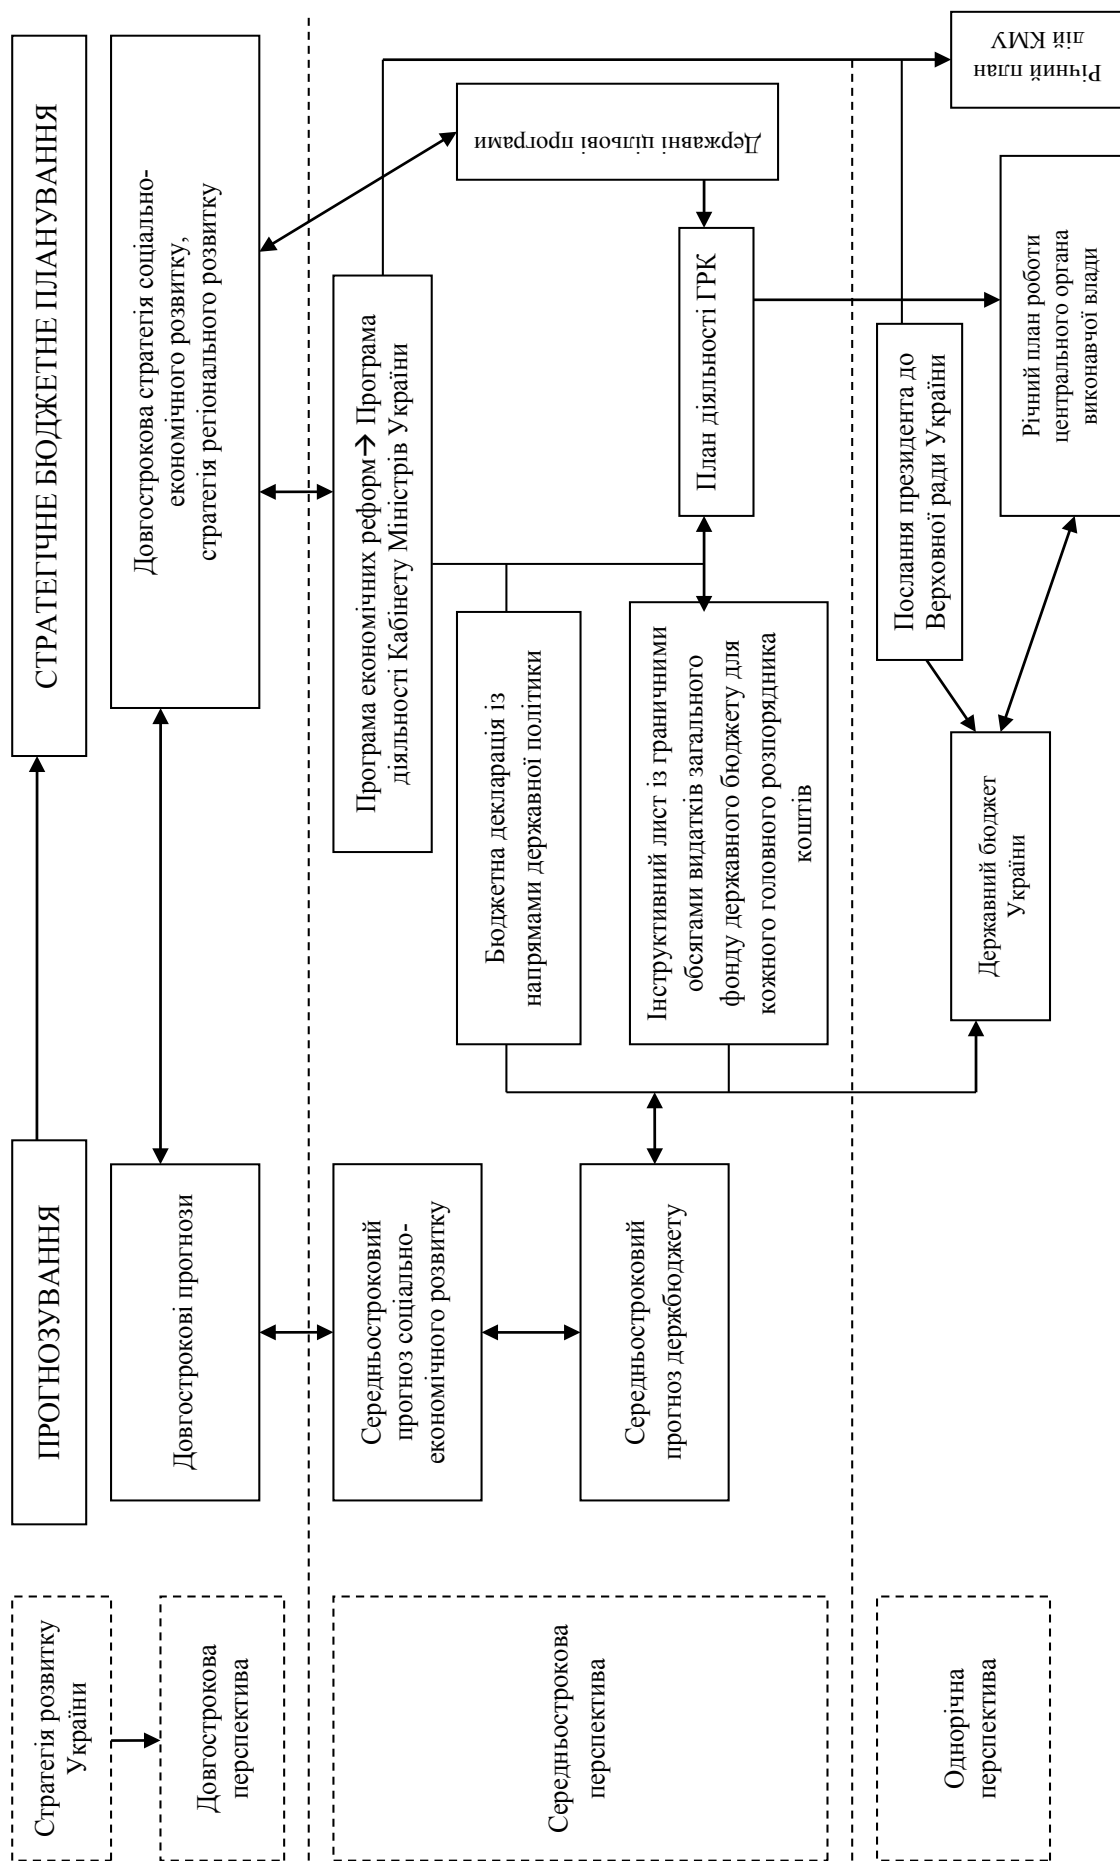 Стратегія розвитку
України
ПРОГНОЗУВАННЯ
СТРАТЕГІЧНЕ БЮДЖЕТНЕ ПЛАНУВАННЯ
Довгострокова
перспектива
Довгострокові прогнози
Довгострокова стратегія соціально-
економічного розвитку,
стратегія регіонального розвитку
Середньострокова
перспектива
Середньостроковий
прогноз соціально-
економічного розвитку
Програма економічних реформ→ Програма
діяльності Кабінету Міністрів України
Середньостроковий
прогноз держбюджету
Бюджетна декларація із
напрямами державної політики
Державні цільові програми
Інструктивний лист із граничними
обсягами видатків загального
фонду державного бюджету для
кожного головного розпорядника
коштів
План діяльності ГРК
Однорічна
перспектива
Послання президента до
Верховної ради України
Державний бюджет
України
Річний план роботи
центрального органа
виконавчої влади
Річний план
дій КМУ